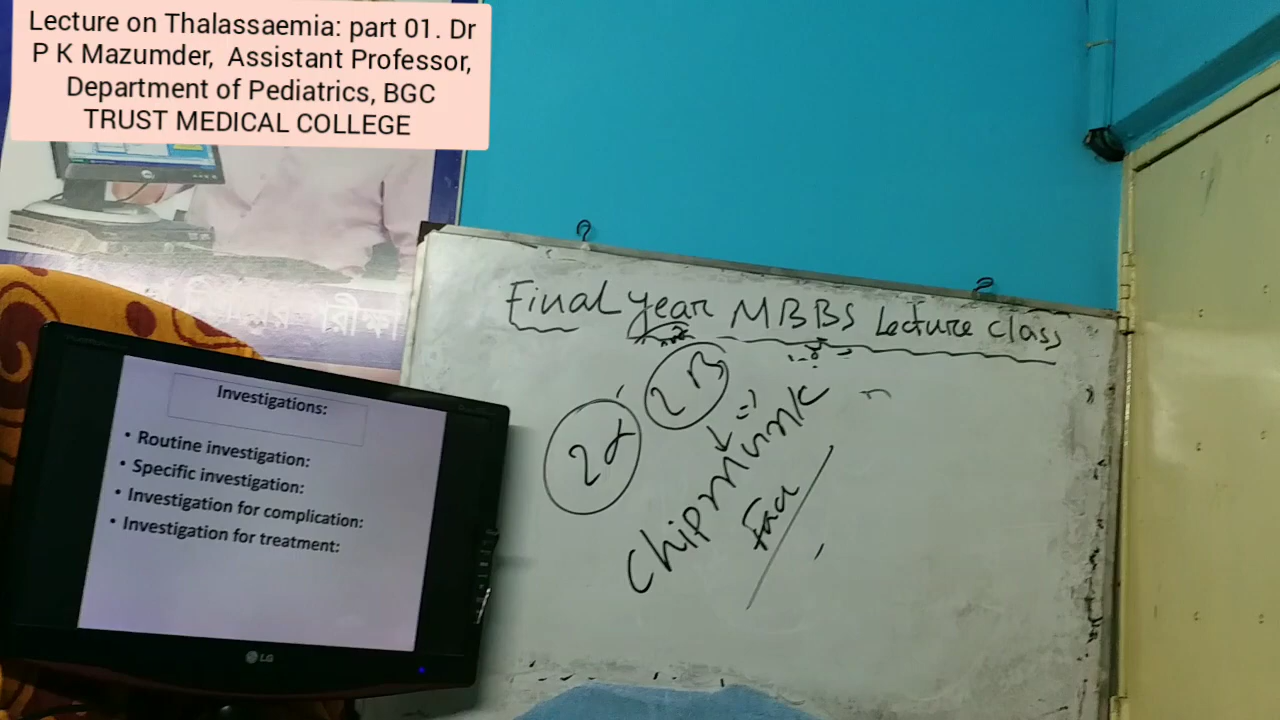 Lecture on Thalassaemia: part 01. Dr
P K Mazumder, Assistant Professor,
Department of Pediatrics, BGC
TRUST MEDICAL COLLEGE
Final year MBBS Lecture class
2α
2β
Chipmunk
Face
Investigations:
• Routine investigation:
• Specific investigation:
• Investigation for complication:
• Investigation for treatment:
LG